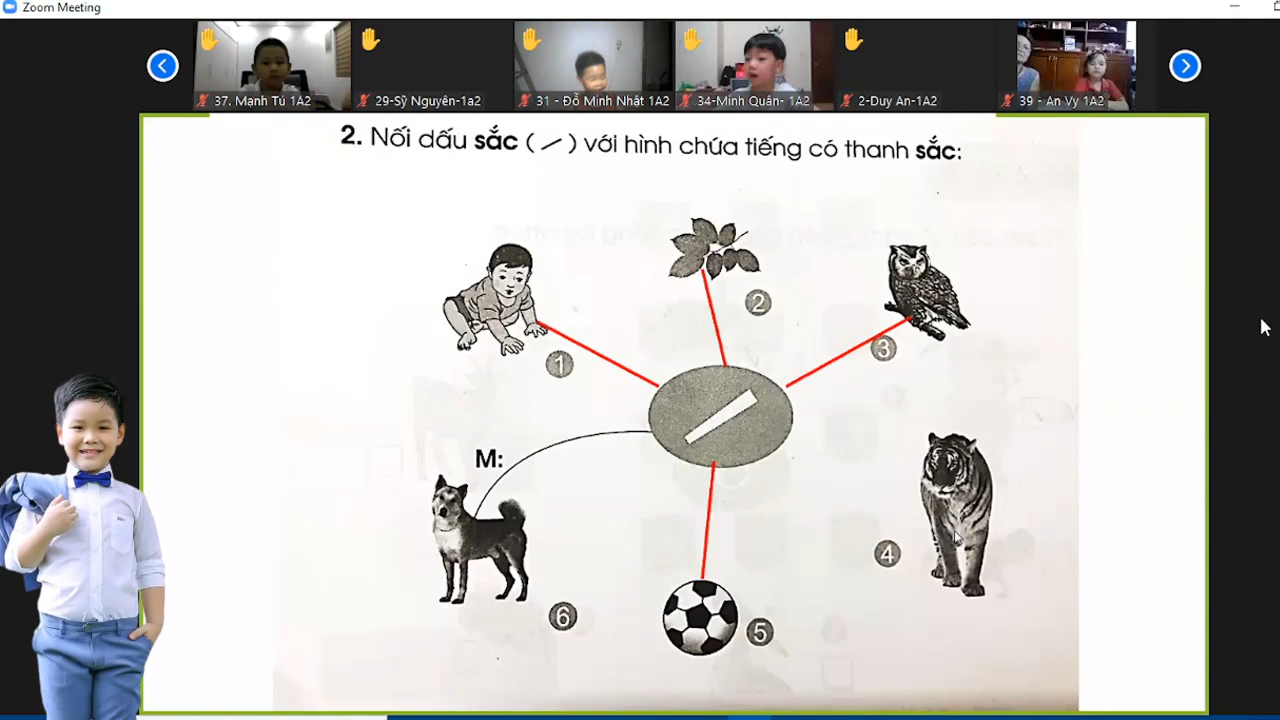 Zoom Meeting
37. Mạnh Tú 1A2
29-Sỹ Nguyên-1a2
31 - Đỗ Minh Nhật 1A2
34-Minh Quân- 1A2
2-Duy An-1A2
39 - An Vy 1A2
2. Nối dấu sắc ( ) với hình chứa tiếng có thanh sắc:
1
2
3
M:
4
6
5